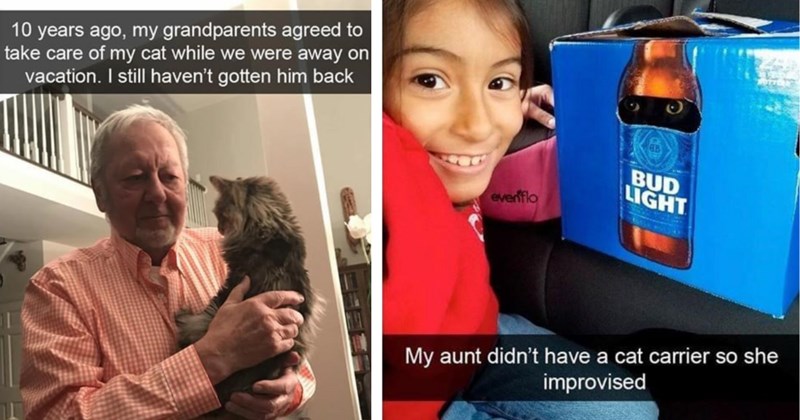 10 years ago, my grandparents agreed to
take care of my cat while we were away on
vacation. I still haven't gotten him back
evenflo
BUD
LIGHT
My aunt didn't have a cat carrier so she
improvised